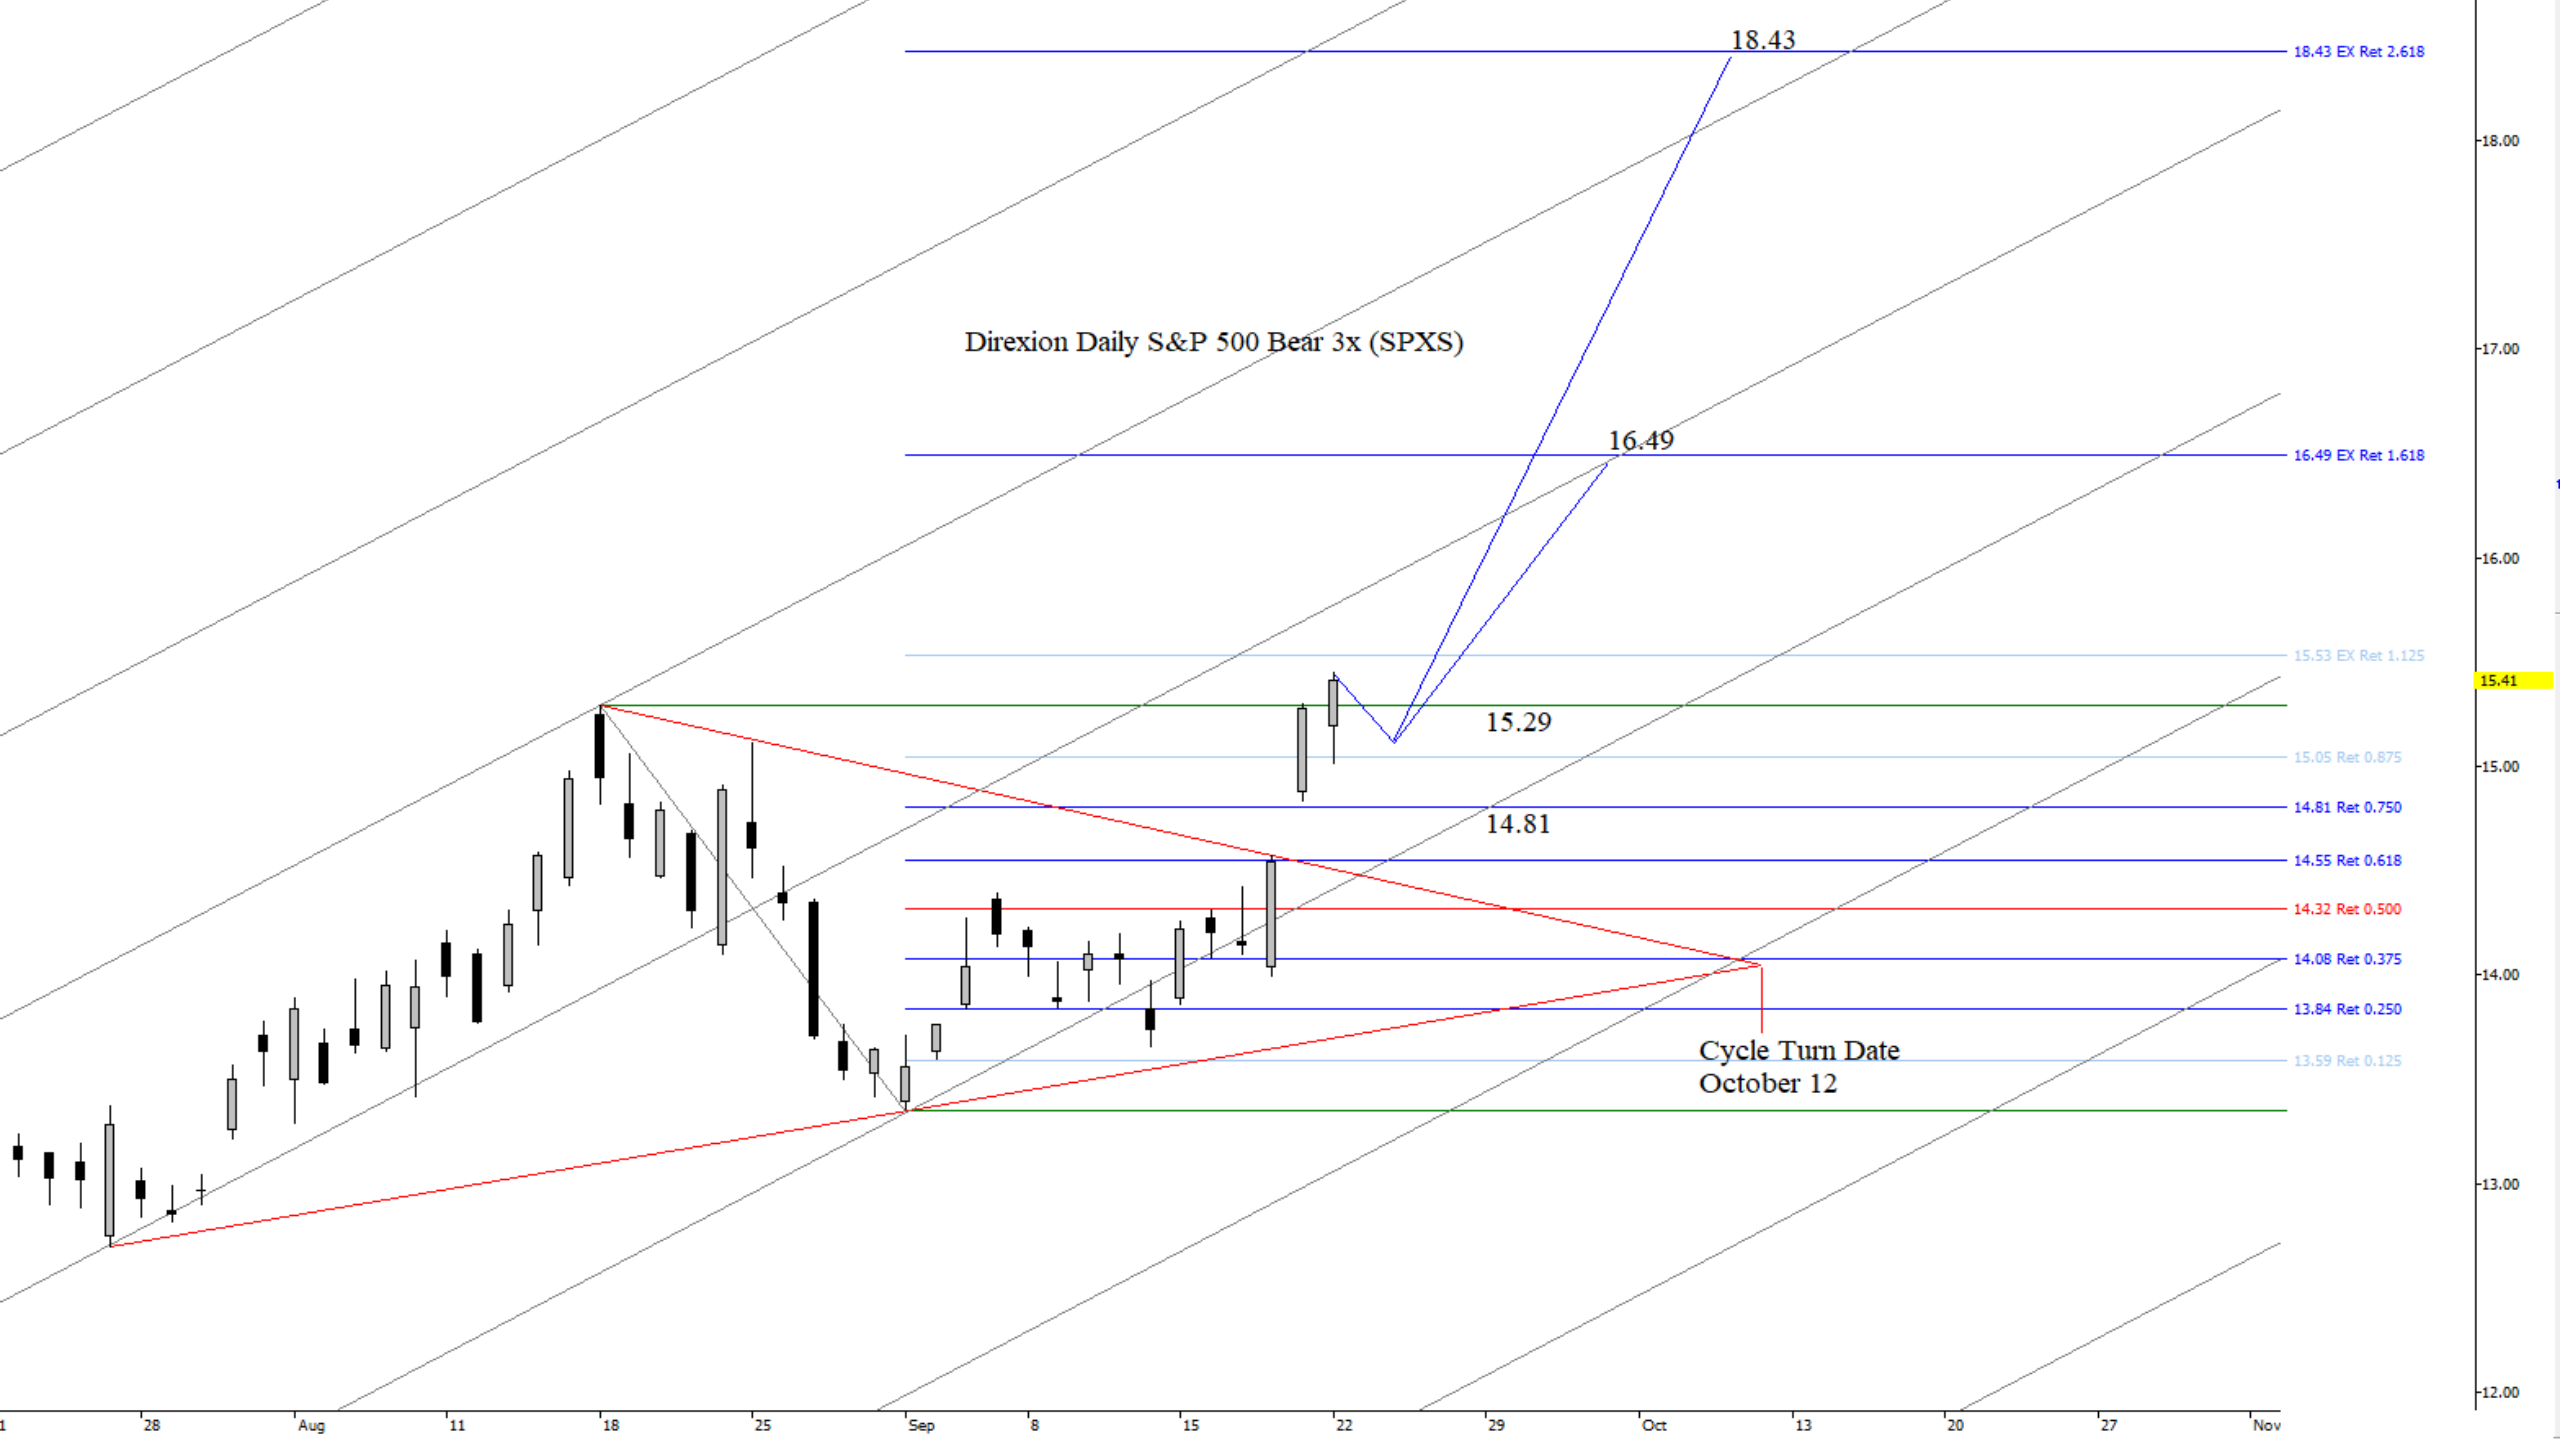 18.43
18.43 EX Ret 2.618
18.00
Direxion Daily S&P 500 Bear 3x (SPXS)
17.00
16.49
16.49 EX Ret 1.618
16.00
15.53 EX Ret 1.125
15.41
15.29
15.05 Ret 0.875
15.00
14.81 Ret 0.750
14.81
14.55 Ret 0.618
14.32 Ret 0.500
14.08 Ret 0.375
14.00
13.84 Ret 0.250
Cycle Turn Date
October 12
13.59 Ret 0.125
13.00
12.00
1 28 Aug 11 18 25 Sep 8 15 22 29 Oct 13 20 27 Nov